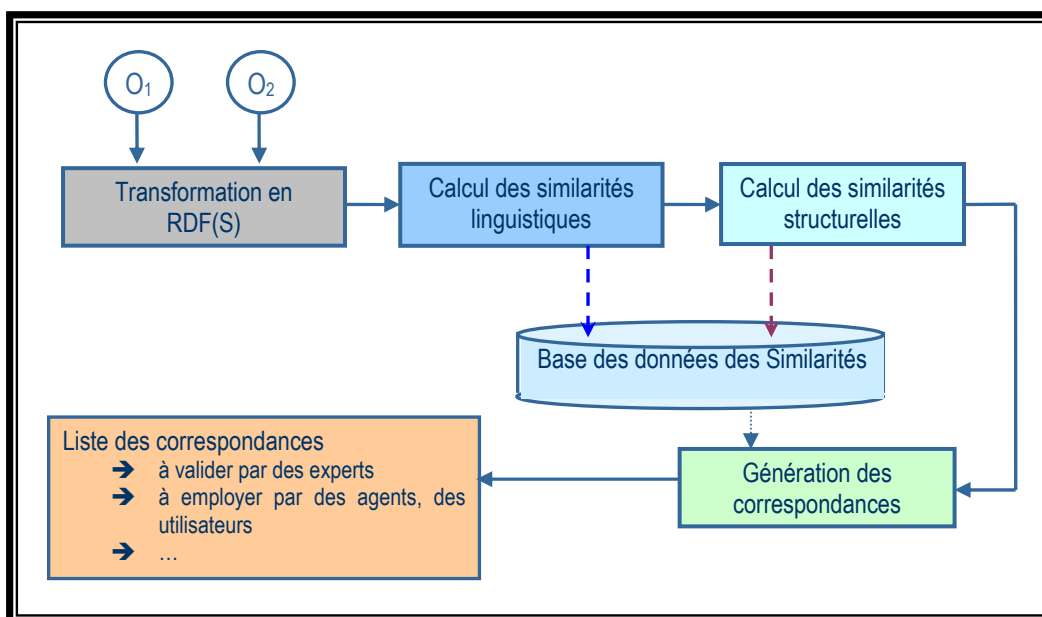 O₁
O₂
Transformation en
RDF(S)
Calcul des similarités
linguistiques
Calcul des similarités
structurelles
Base des données des Similarités
Liste des correspondances
➔ à valider par des experts
➔ à employer par des agents, des
utilisateurs
➔ …
Génération des
correspondances